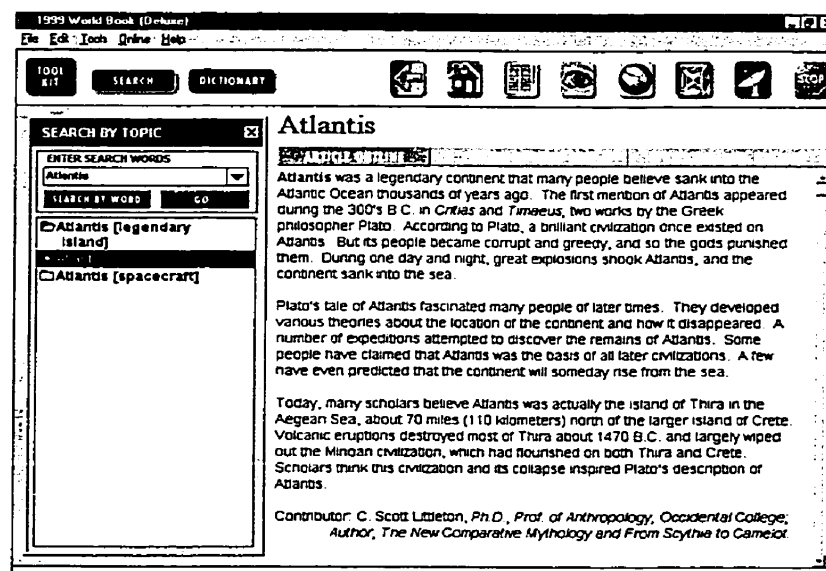 1999 World Book (Deluxe)
File Edit Tools Online Help
TOOL KIT
SEARCH
DICTIONARY
STOP
SEARCH BY TOPIC
ENTER SEARCH WORDS
Atlantis
SEARCH BY WORD GO
Atlantis [legendary
island]
Atlantis [spacecraft]
Atlantis
ARTICLE OUTLINE
Atlantis was a legendary continent that many people believe sank into the
Atlantic Ocean thousands of years ago. The first mention of Atlantis appeared
during the 300's B.C. in Critias and Timaeus, two works by the Greek
philosopher Plato. According to Plato, a brilliant civilization once existed on
Atlantis. But its people became corrupt and greedy, and so the gods punished
them. During one day and night, great explosions shook Atlantis, and the
continent sank into the sea.
Plato's tale of Atlantis fascinated many people of later times. They developed
various theories about the location of the continent and how it disappeared. A
number of expeditions attempted to discover the remains of Atlantis. Some
people have claimed that Atlantis was the basis of all later civilizations. A few
have even predicted that the continent will someday rise from the sea.
Today, many scholars believe Atlantis was actually the island of Thira in the
Aegean Sea, about 70 miles (110 kilometers) north of the larger island of Crete.
Volcanic eruptions destroyed most of Thira about 1470 B.C. and largely wiped
out the Minoan civilization, which had flourished on both Thira and Crete.
Scholars think this civilization and its collapse inspired Plato's description of
Atlantis.
Contributor: C. Scott Littleton, Ph.D., Prof. of Anthropology, Occidental College;
Author, The New Comparative Mythology and From Scythia to Camelot.